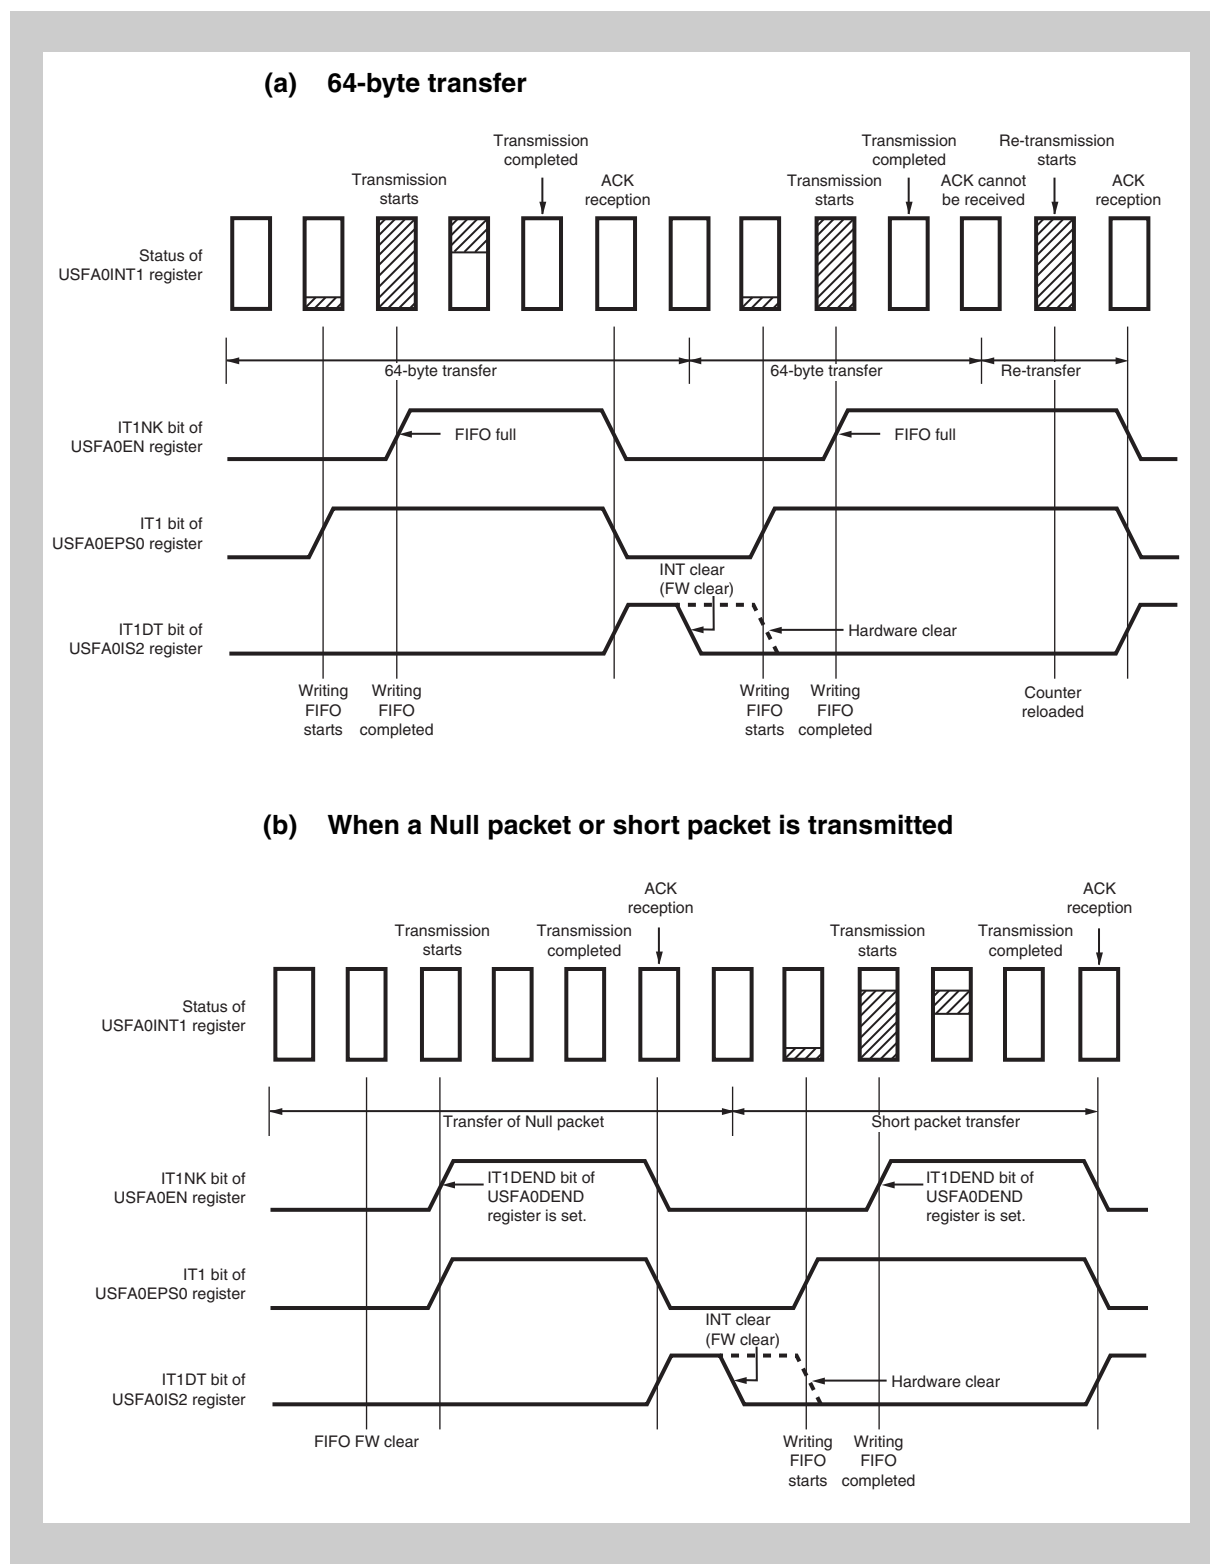 (a) 64-byte transfer
Transmission
completed
Transmission
completed
Re-transmission
starts
Transmission
starts
ACK
reception
Transmission
starts
ACK cannot
be received
ACK
reception
Status of
USFA0INT1 register
64-byte transfer
64-byte transfer
Re-transfer
IT1NK bit of
USFA0EN register
FIFO full
FIFO full
IT1 bit of
USFA0EPS0 register
INT clear
(FW clear)
IT1DT bit of
USFA0IS2 register
Hardware clear
Writing
FIFO
starts
Writing
FIFO
completed
Writing
FIFO
starts
Writing
FIFO
completed
Counter
reloaded
(b) When a Null packet or short packet is transmitted
ACK
reception
ACK
reception
Transmission
starts
Transmission
completed
Transmission
starts
Transmission
completed
Status of
USFA0INT1 register
Transfer of Null packet
Short packet transfer
IT1NK bit of
USFA0EN register
IT1DEND bit of
USFA0DEND
register is set.
IT1DEND bit of
USFA0DEND
register is set.
IT1 bit of
USFA0EPS0 register
INT clear
(FW clear)
IT1DT bit of
USFA0IS2 register
Hardware clear
FIFO FW clear
Writing
FIFO
starts
Writing
FIFO
completed